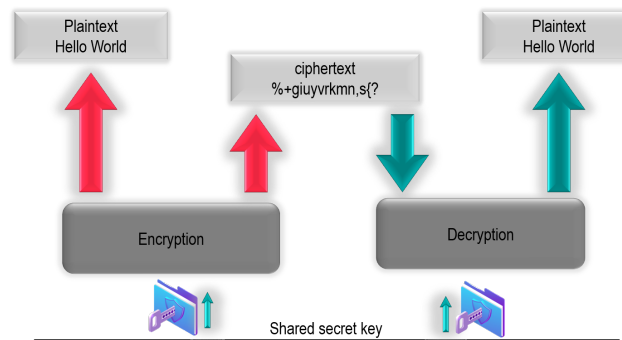 Plaintext
Hello World
ciphertext
%+giuyvrkmn,s{?
Plaintext
Hello World
Encryption
Decryption
Shared secret key